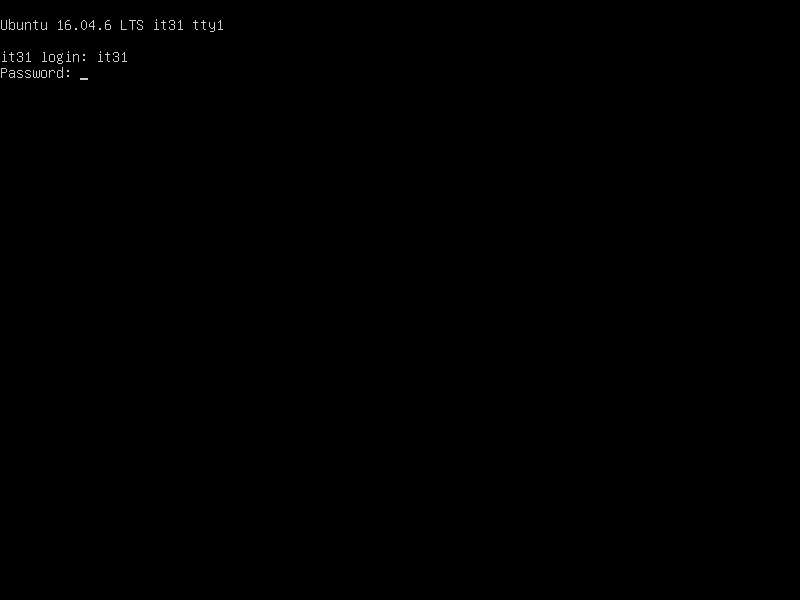 Ubuntu 16.04.6 LTS it31 tty1
it31 login: it31
Password: _